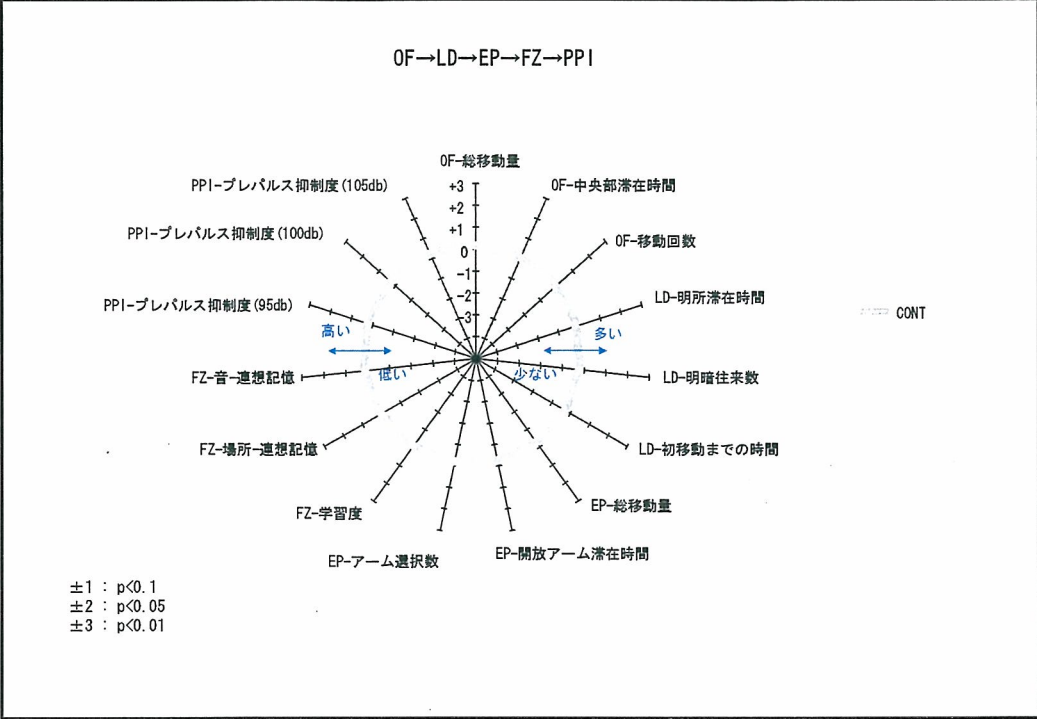 OF→LD→EP→FZ→PPI
OF-総移動量
PPI-プレパルス抑制度(105db)
+3
OF-中央部滞在時間
+2
+1
PPI-プレパルス抑制度(100db)
OF-移動回数
0
-1
-2
-3
PPI-プレパルス抑制度(95db)
LD-明所滞在時間
CONT
高い
多い
FZ-音-連想記憶
低い
少ない
LD-明暗往来数
FZ-場所-連想記憶
LD-初移動までの時間
FZ-学習度
EP-総移動量
EP-アーム選択数
EP-開放アーム滞在時間
±1 : p<0.1
±2 : p<0.05
±3 : p<0.01